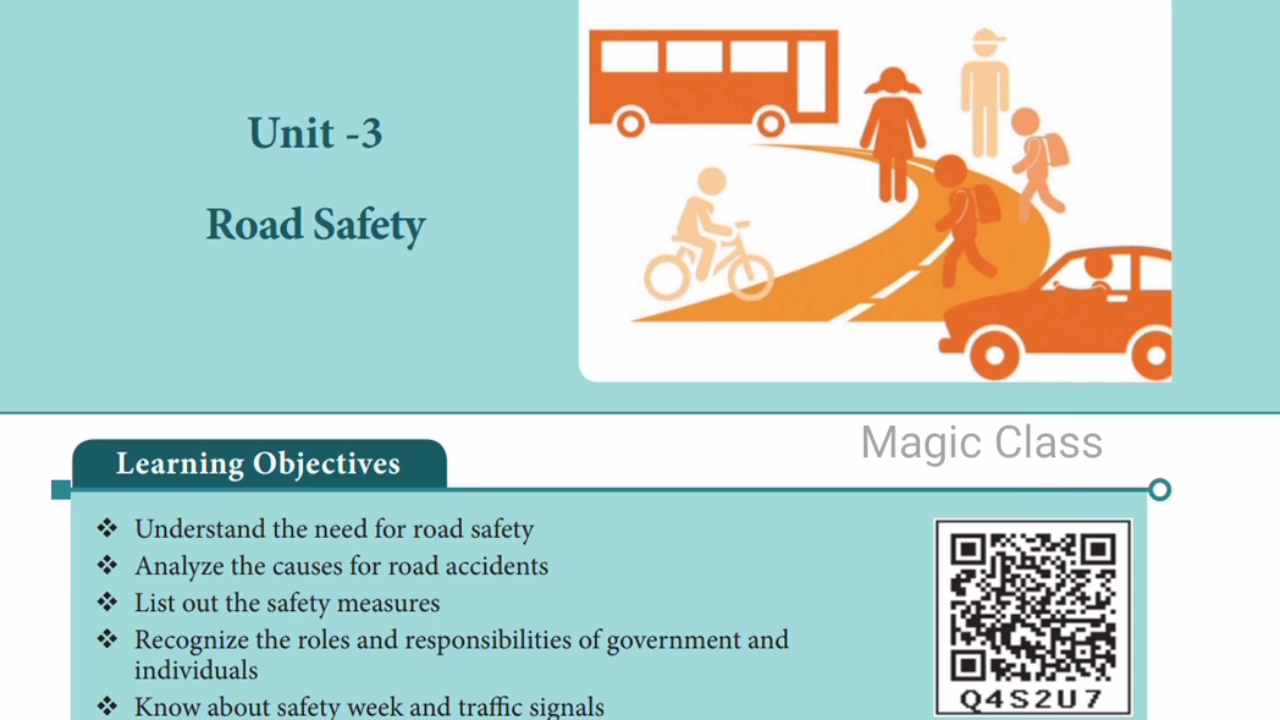 Unit -3
Road Safety
Magic Class
Learning Objectives
❖ Understand the need for road safety
❖ Analyze the causes for road accidents
❖ List out the safety measures
❖ Recognize the roles and responsibilities of government and
individuals
❖ Know about safety week and traffic signals
Q4S2U7